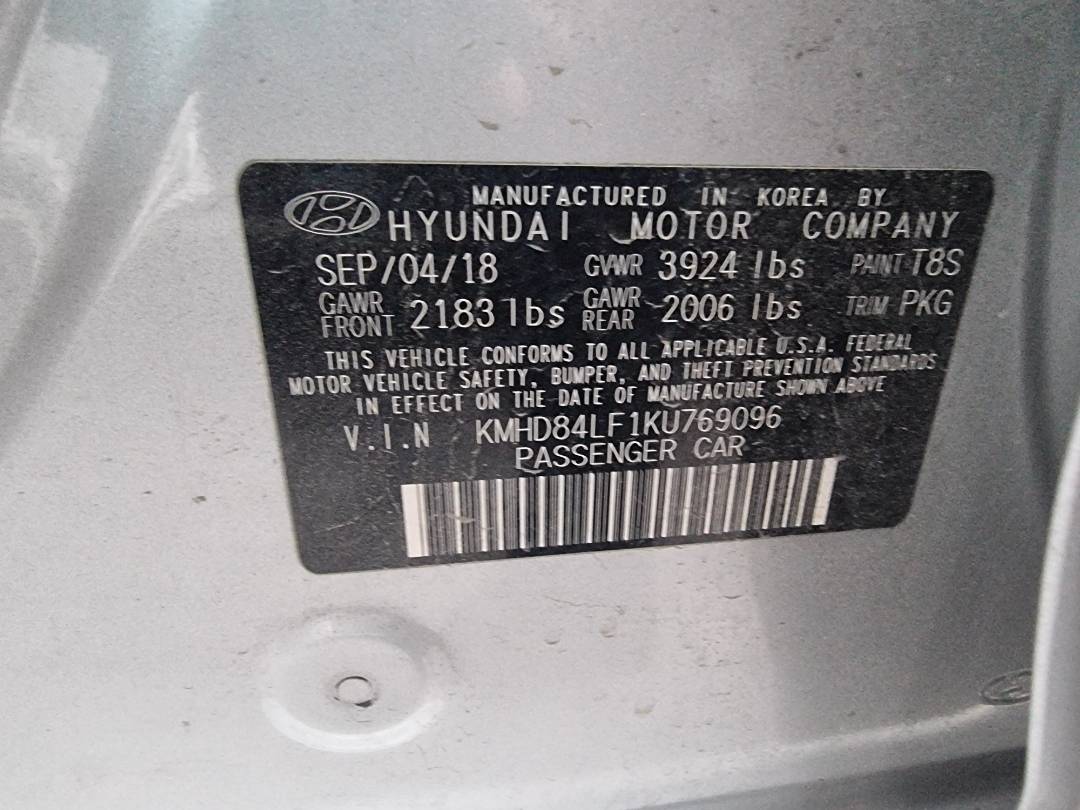 MANUFACTURED IN KOREA BY
HYUNDAI MOTOR COMPANY
SEP/04/18 GVWR 3924 lbs PAINT T8S
GAWR FRONT 2183 lbs GAWR REAR 2006 lbs TRIM PKG
THIS VEHICLE CONFORMS TO ALL APPLICABLE U.S.A. FEDERAL
MOTOR VEHICLE SAFETY, BUMPER, AND THEFT PREVENTION STANDARDS
IN EFFECT ON THE DATE OF MANUFACTURE SHOWN ABOVE
V.I.N KMHD84LF1KU769096
PASSENGER CAR